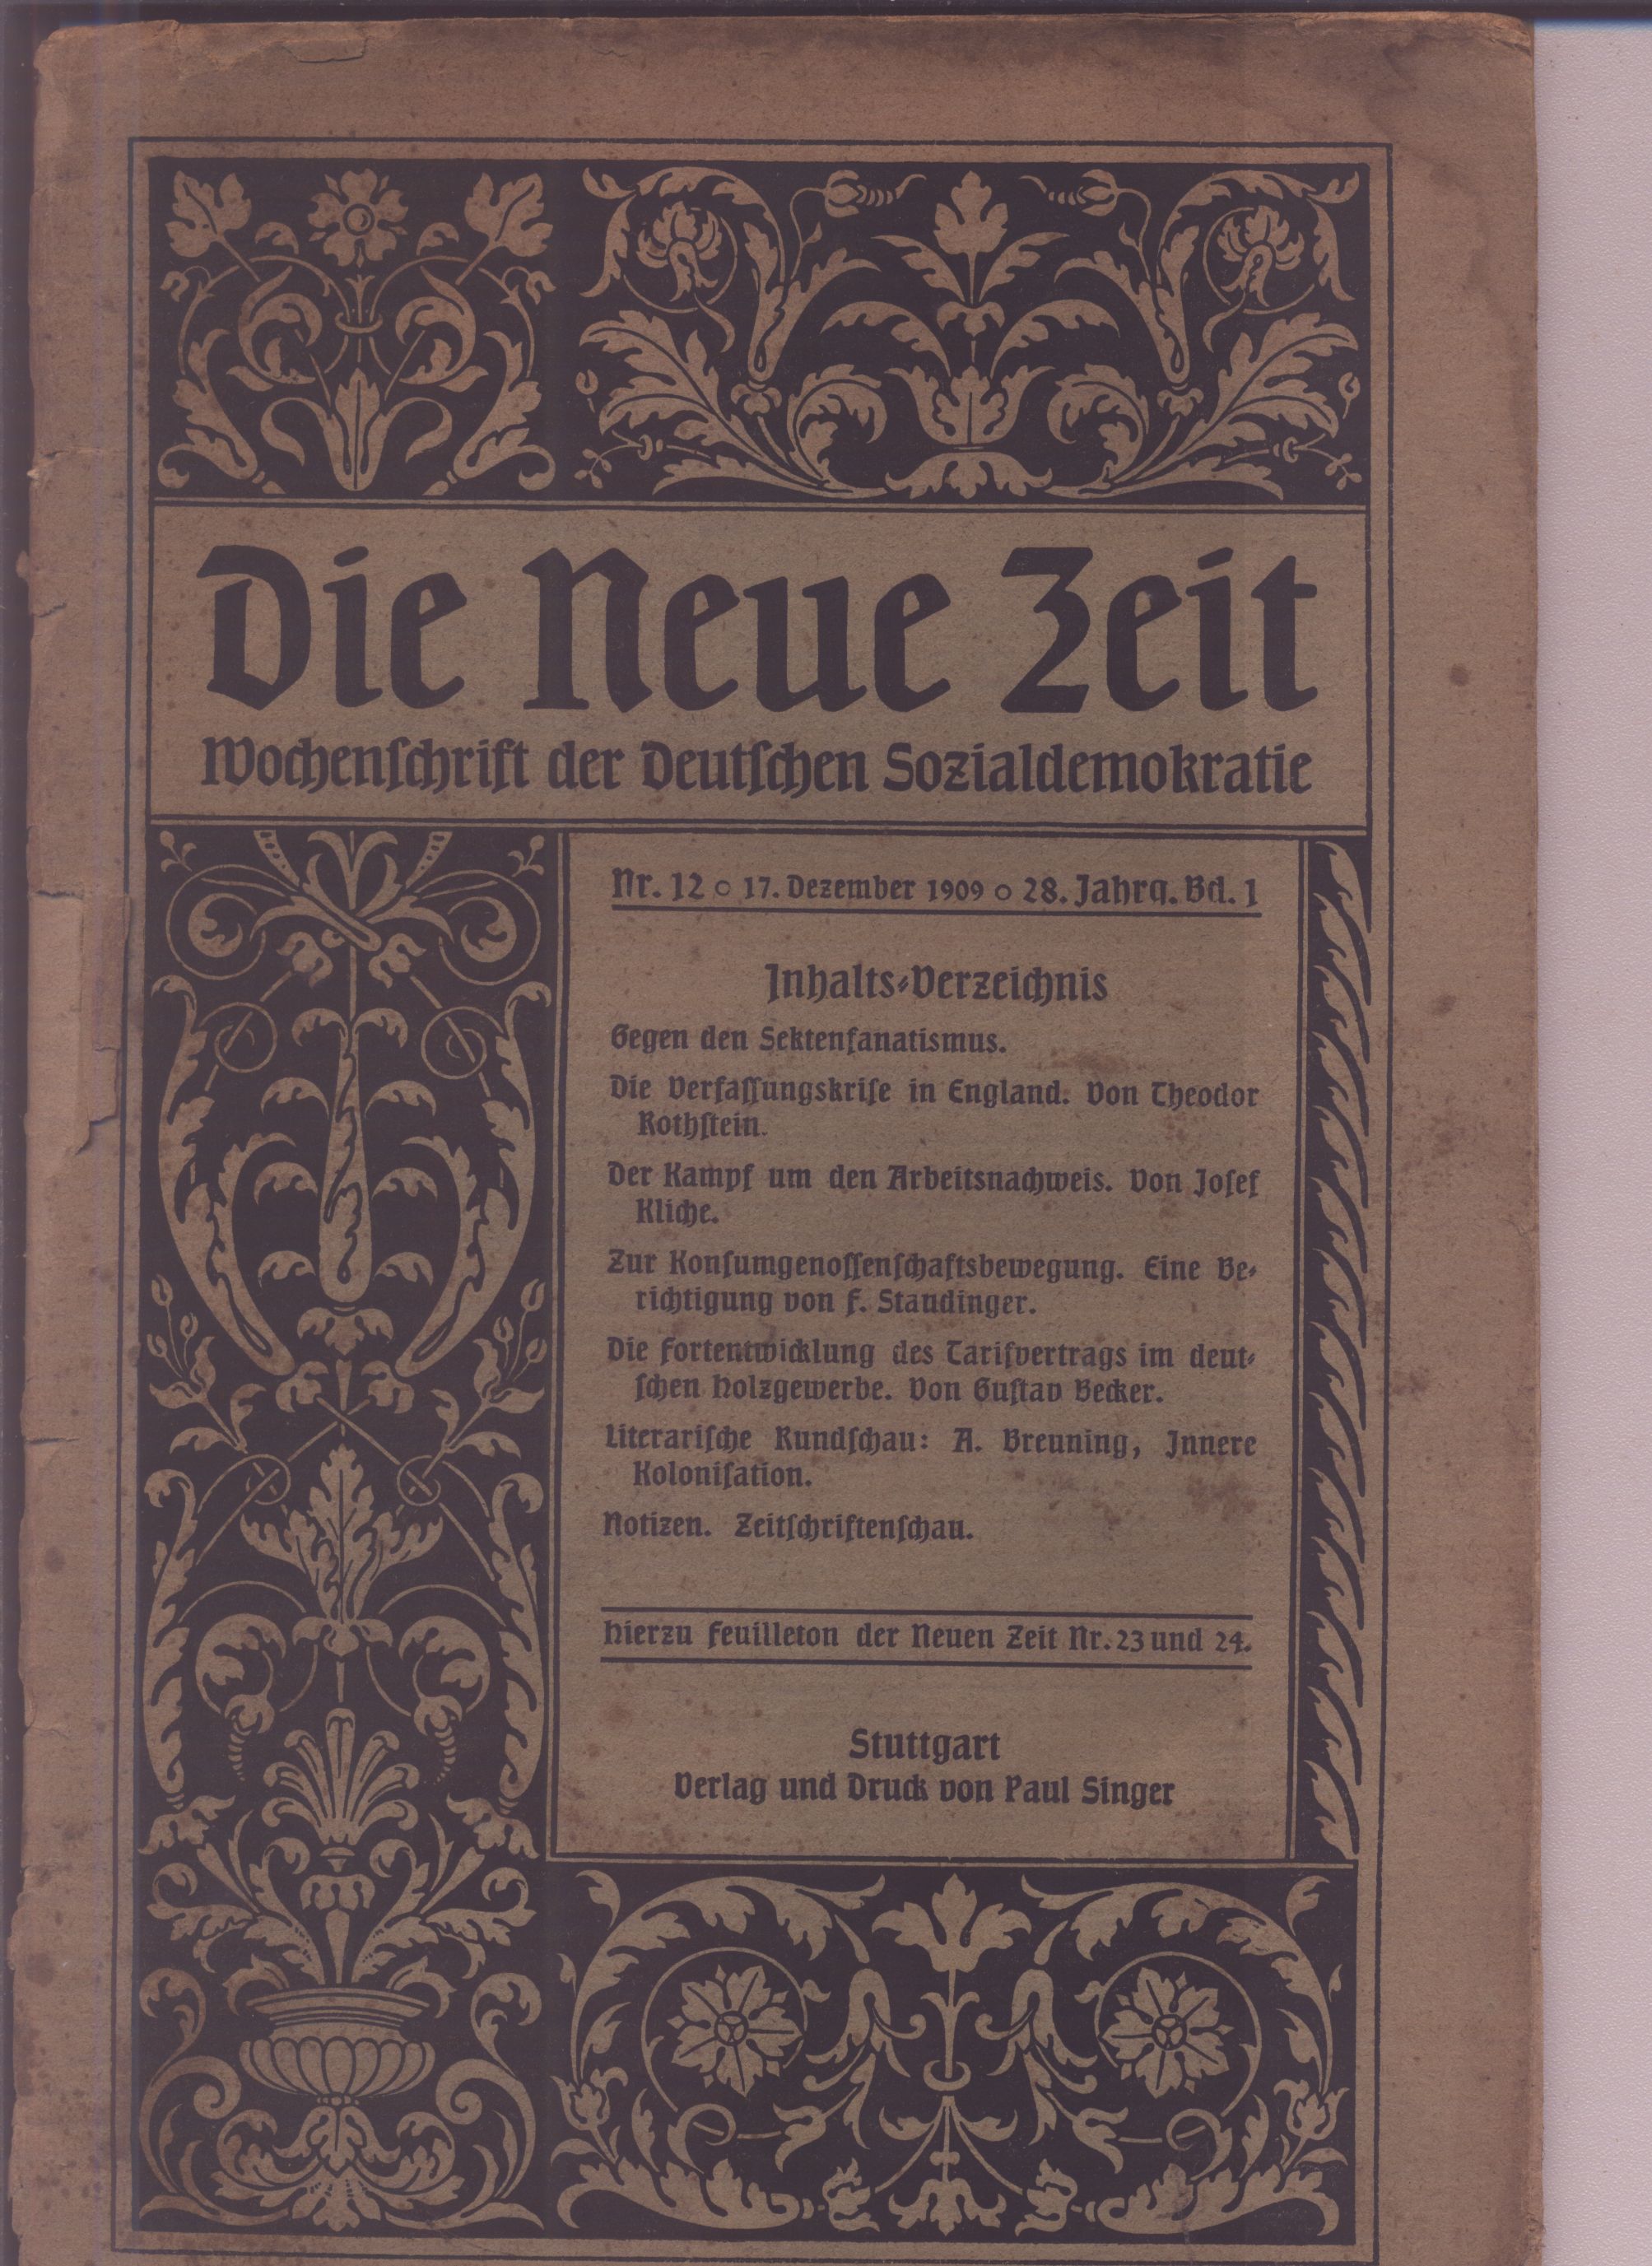 Die Neue Zeit
Wochenſchrift der Deutſchen Sozialdemokratie
Nr. 12 ○ 17. Dezember 1909 ○ 28. Jahrg. Bd. 1
Inhalts-Verzeichnis
Gegen den Sektenfanatismus.
Die Verfaſſungskriſe in England. Von Theodor
Rothſtein.
Der Kampf um den Arbeitsnachweis. Von Joſef
Kliche.
Zur Konſumgenoſſenſchaftsbewegung. Eine Be-
richtigung von F. Staudinger.
Die Fortentwicklung des Tarifvertrags im deut-
ſchen Holzgewerbe. Von Guſtav Becker.
Literariſche Rundſchau: A. Breuning, Innere
Koloniſation.
Notizen. Zeitſchriftenſchau.
Hierzu Feuilleton der Neuen Zeit Nr. 23 und 24.
Stuttgart
Verlag und Druck von Paul Singer